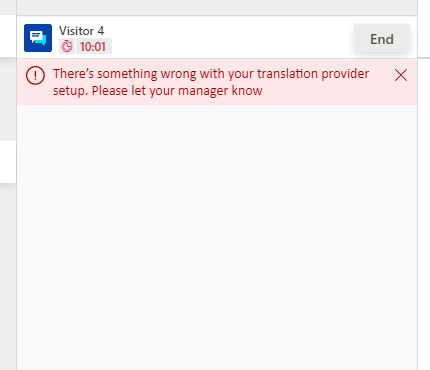 Visitor 4
10:01
End
There's something wrong with your translation provider
setup. Please let your manager know